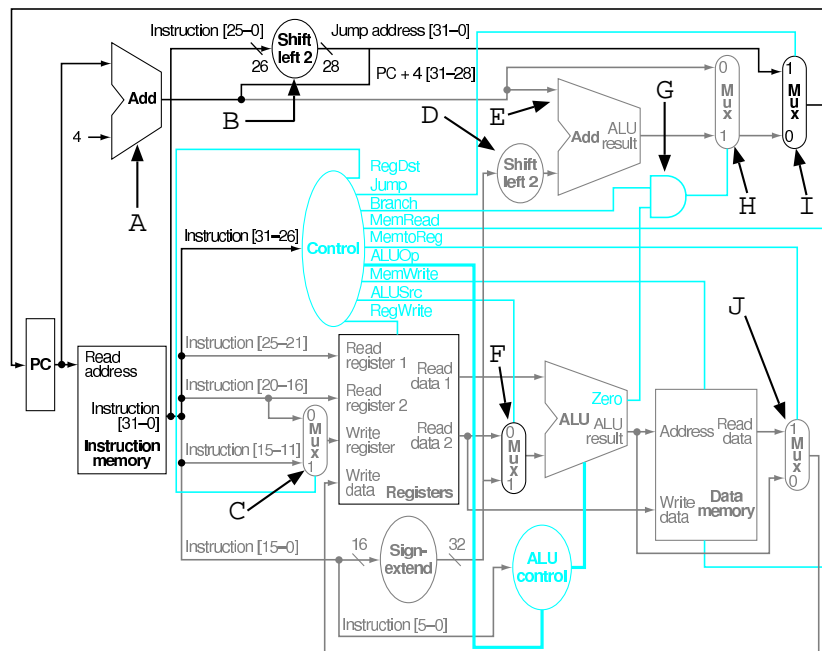 Instruction [25–0]
Shift
left 2
Jump address [31–0]
26
28
PC + 4 [31–28]
Add
4
A
B
D
E
Add
ALU
result
Shift
left 2
G
0
M
u
x
1
H
1
M
u
x
0
I
RegDst
Jump
Branch
MemRead
MemtoReg
ALUOp
MemWrite
ALUSrc
RegWrite
Control
Instruction [31–26]
PC
Read
address
Instruction
[31–0]
Instruction
memory
Instruction [25–21]
Instruction [20–16]
Instruction [15–11]
0
M
u
x
1
C
Read
register 1
Read
register 2
Write
register
Write
data
Read
data 1
Read
data 2
Registers
F
0
M
u
x
1
Zero
ALU
ALU
result
Address
Read
data
Write
data
Data
memory
J
1
M
u
x
0
Instruction [15–0]
16
Sign-
extend
32
ALU
control
Instruction [5–0]